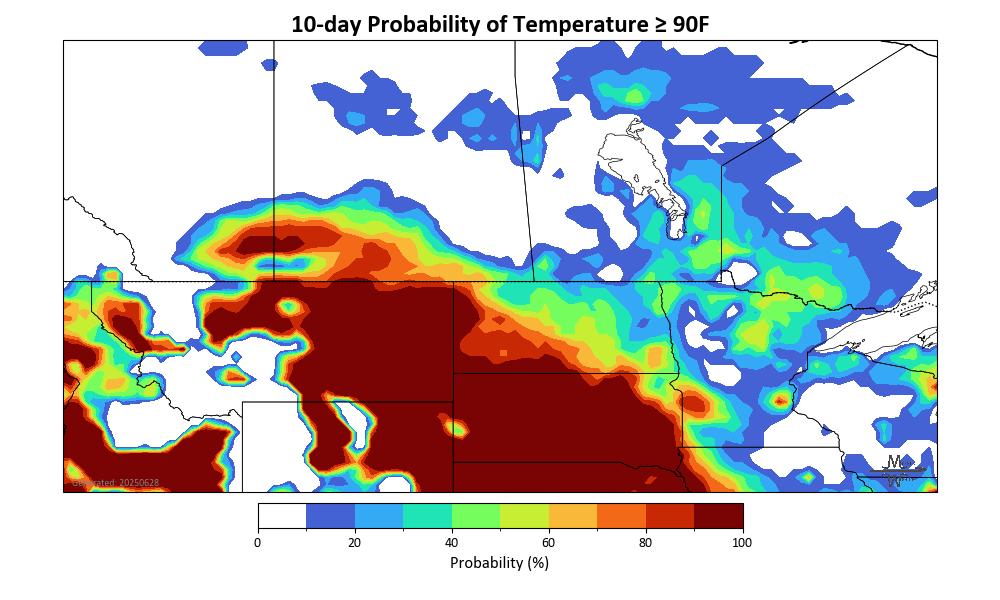 10-day Probability of Temperature ≥ 90F
Generated: 20250628
0 20 40 60 80 100
Probability (%)